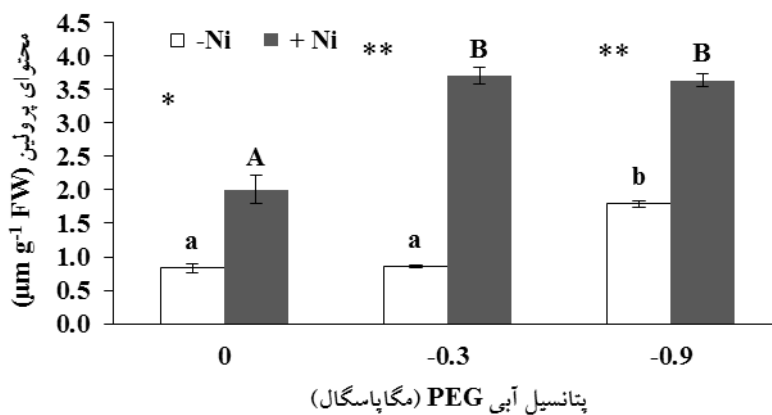 محتوای پرولین (µm g-1 FW)
4.5
4.0
3.5
3.0
2.5
2.0
1.5
1.0
0.5
0.0
-Ni + Ni
* ** **
a A a B b B
0 -0.3 -0.9
پتانسیل آبی PEG (مگاپاسگال)